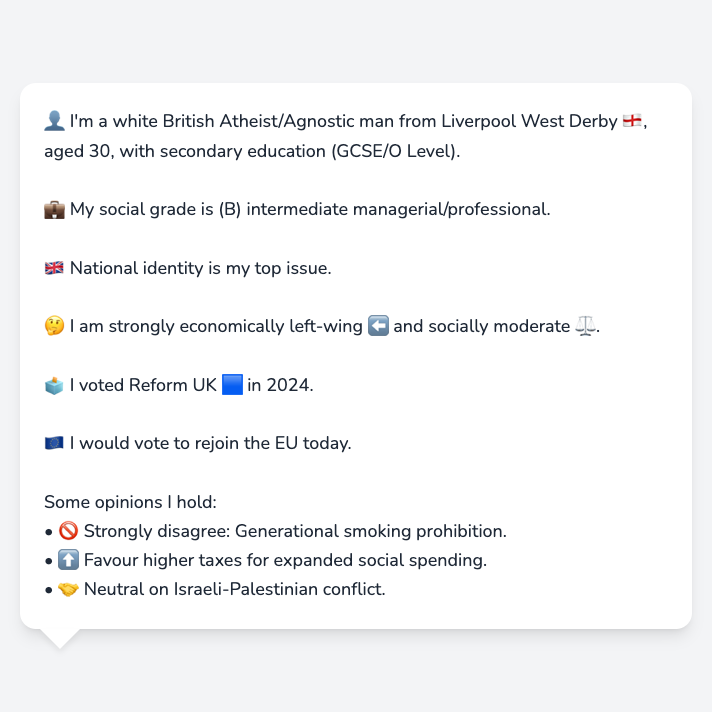 👤 I'm a white British Atheist/Agnostic man from Liverpool West Derby 🏴󠁧󠁢󠁥󠁮󠁧󠁿,
aged 30, with secondary education (GCSE/O Level).
💼 My social grade is (B) intermediate managerial/professional.
🇬🇧 National identity is my top issue.
🤔 I am strongly economically left-wing ⬅️ and socially moderate ⚖️.
🗳️ I voted Reform UK 🟦 in 2024.
🇪🇺 I would vote to rejoin the EU today.
Some opinions I hold:
• 🚫 Strongly disagree: Generational smoking prohibition.
• ⬆️ Favour higher taxes for expanded social spending.
• 🤝 Neutral on Israeli-Palestinian conflict.